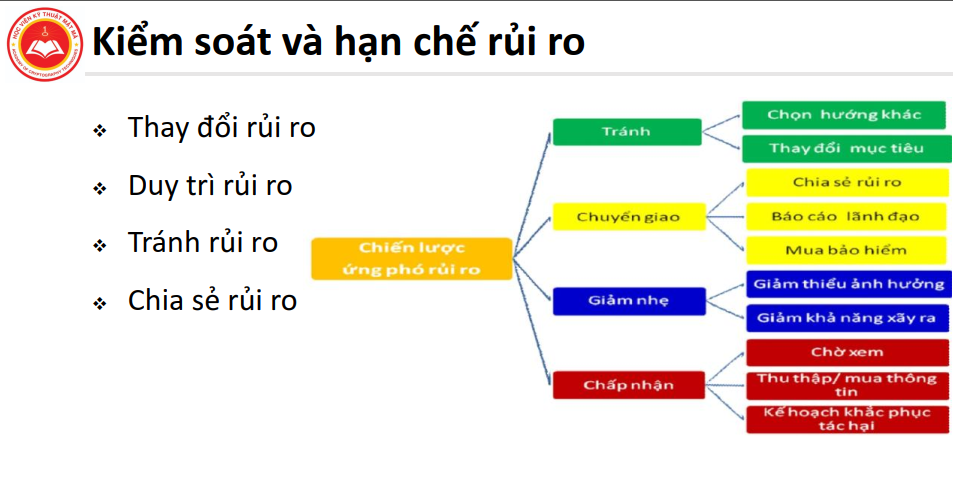 HỌC VIỆN KỸ THUẬT MẬT MÃ
ACADEMY OF CRYPTOGRAPHY TECHNIQUES
Kiểm soát và hạn chế rủi ro
Thay đổi rủi ro
Duy trì rủi ro
Tránh rủi ro
Chia sẻ rủi ro
Chiến lược
ứng phó rủi ro
Tránh
Chọn hướng khác
Thay đổi mục tiêu
Chuyển giao
Chia sẻ rủi ro
Báo cáo lãnh đạo
Mua bảo hiểm
Giảm nhẹ
Giảm thiểu ảnh hưởng
Giảm khả năng xãy ra
Chấp nhận
Chờ xem
Thu thập/ mua thông
tin
Kế hoạch khắc phục
tác hại